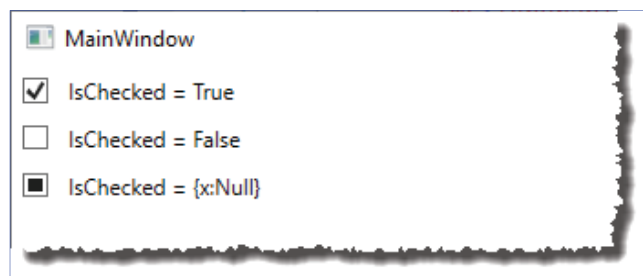 MainWindow
IsChecked = True
IsChecked = False
IsChecked = {x:Null}